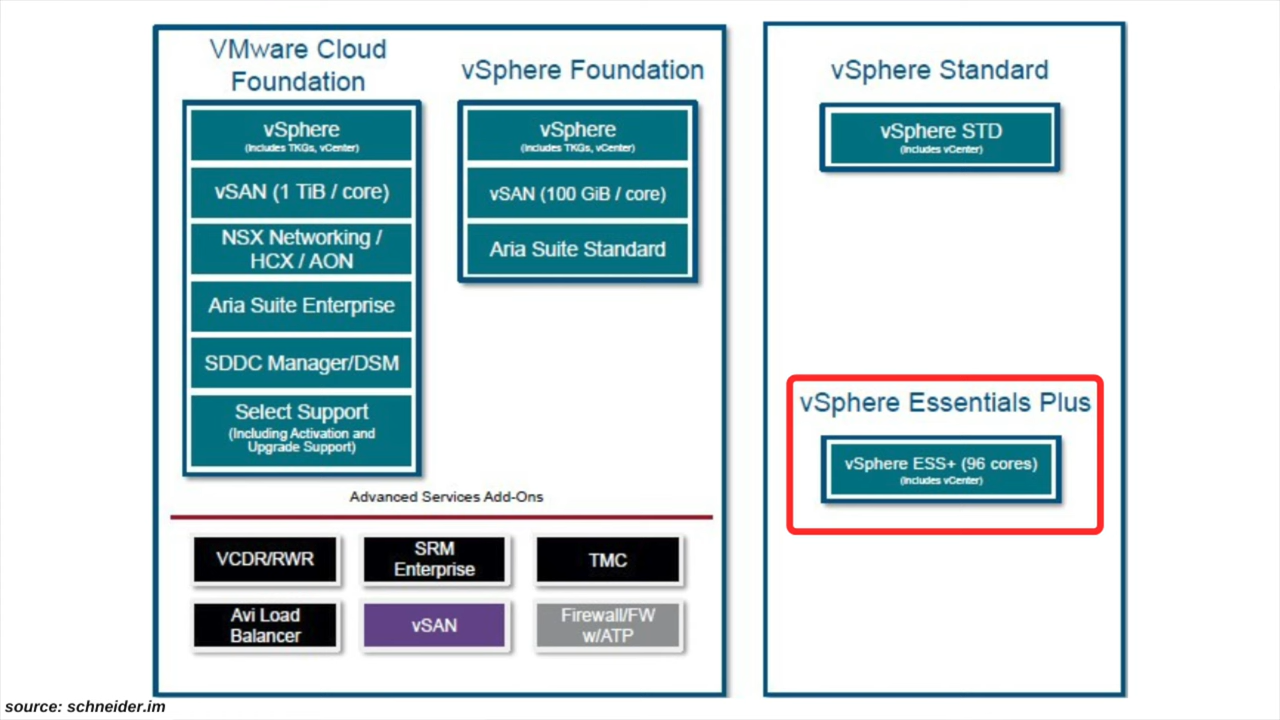 VMware Cloud
Foundation
vSphere
(Includes TKGs, vCenter)
vSAN (1 TiB / core)
NSX Networking /
HCX / AON
Aria Suite Enterprise
SDDC Manager/DSM
Select Support
(Including Activation and
Upgrade Support)
vSphere Foundation
vSphere
(Includes TKGs, vCenter)
vSAN (100 GiB / core)
Aria Suite Standard
Advanced Services Add-Ons
VCDR/RWR
SRM
Enterprise
TMC
Avi Load
Balancer
vSAN
Firewall/FW
w/ATP
vSphere Standard
vSphere STD
(Includes vCenter)
vSphere Essentials Plus
vSphere ESS+ (96 cores)
(Includes vCenter)
source: schneider.im